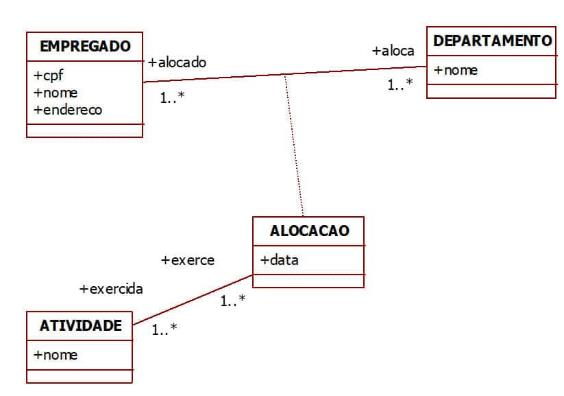 EMPREGADO
+cpf
+nome
+endereco
+alocado
1..*
+aloca
1..*
DEPARTAMENTO
+nome
ALOCACAO
+data
+exerce
1..*
+exercida
1..*
ATIVIDADE
+nome